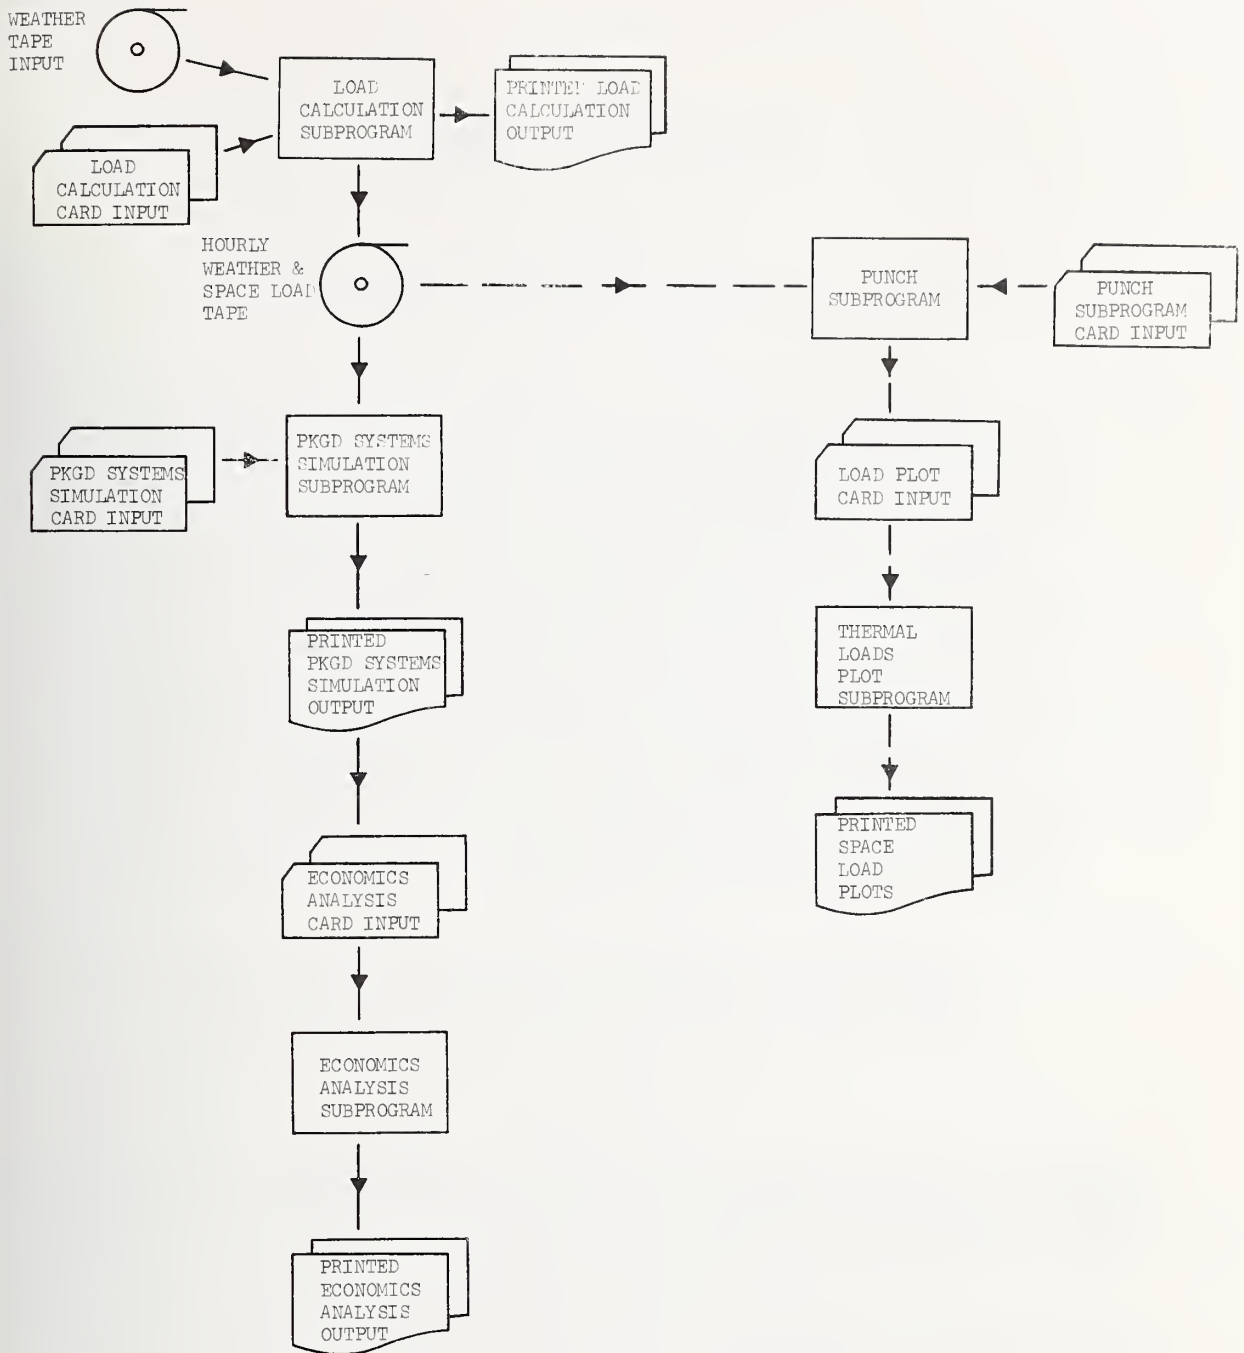 WEATHER
TAPE
INPUT
LOAD
CALCULATION
SUBPROGRAM
LOAD
CALCULATION
OUTPUT
LOAD
CALCULATION
CARD INPUT
HOURLY
WEATHER &
SPACE LOAD
TAPE
PUNCH
SUBPROGRAM
PUNCH
SUBPROGRAM
CARD INPUT
PKGD SYSTEMS
SIMULATION
CARD INPUT
PKGD SYSTEMS
SIMULATION
SUBPROGRAM
LOAD PLOT
CARD INPUT
PRINTED
PKGD SYSTEMS
SIMULATION
OUTPUT
THERMAL
LOADS
PLOT
SUBPROGRAM
ECONOMICS
ANALYSIS
CARD INPUT
PRINTED
SPACE
LOAD
PLOTS
ECONOMICS
ANALYSIS
SUBPROGRAM
PRINTED
ECONOMICS
ANALYSIS
OUTPUT